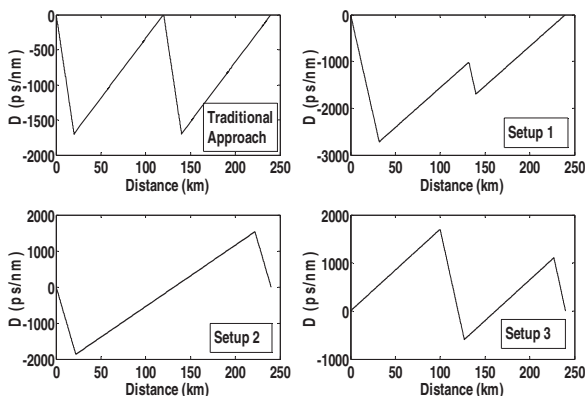 D (ps/nm)
0
-500
-1000
-1500
-2000
0 50 100 150 200 250
Distance (km)
Traditional
Approach
D (ps/nm)
0
-1000
-2000
-3000
0 50 100 150 200 250
Distance (km)
Setup 1
D (ps/nm)
2000
1000
0
-1000
-2000
0 50 100 150 200 250
Distance (km)
Setup 2
D (ps/nm)
2000
1000
0
-1000
0 50 100 150 200 250
Distance (km)
Setup 3